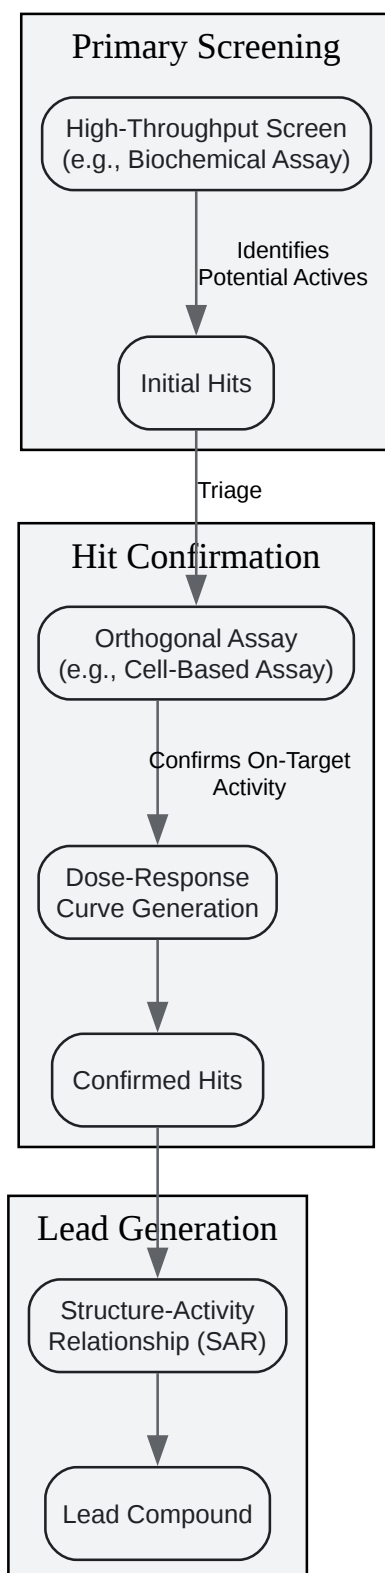 Primary Screening
High-Throughput Screen
(e.g., Biochemical Assay)
Identifies
Potential Actives
Initial Hits
Triage
Hit Confirmation
Orthogonal Assay
(e.g., Cell-Based Assay)
Confirms On-Target
Activity
Dose-Response
Curve Generation
Confirmed Hits
Lead Generation
Structure-Activity
Relationship (SAR)
Lead Compound